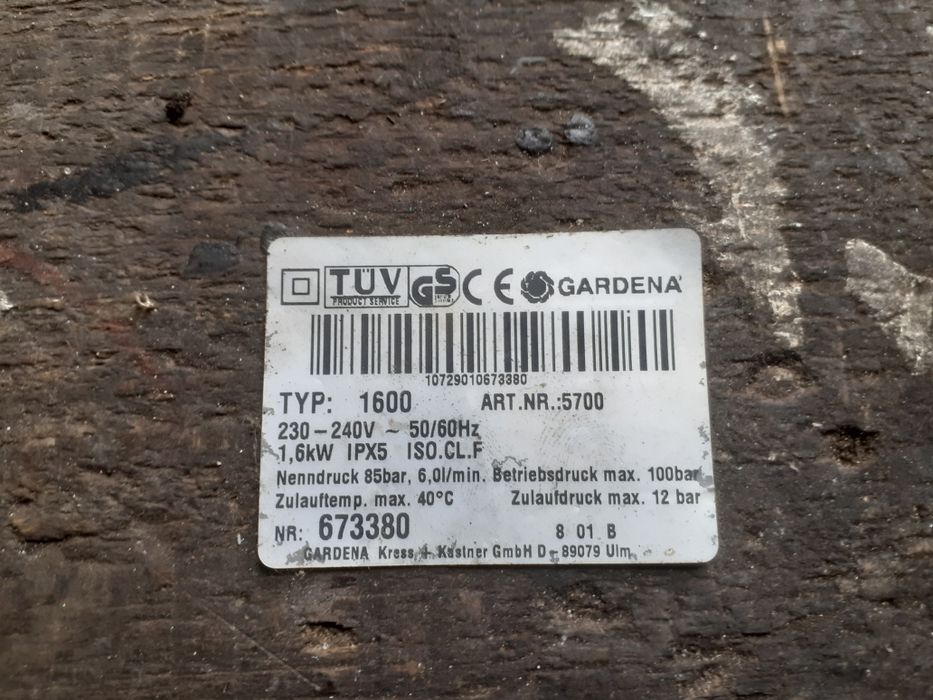 TÜV PRODUCT SERVICE GS CE GARDENA
10729010673380
TYP: 1600 ART.NR.:5700
230-240V ~ 50/60Hz
1,6kW IPX5 ISO.CL.F
Nenndruck 85bar, 6,0l/min. Betriebsdruck max. 100bar
Zulauftemp. max. 40°C Zulaufdruck max. 12 bar
NR: 673380 8 01 B
GARDENA Kress + Kastner GmbH D-89079 Ulm